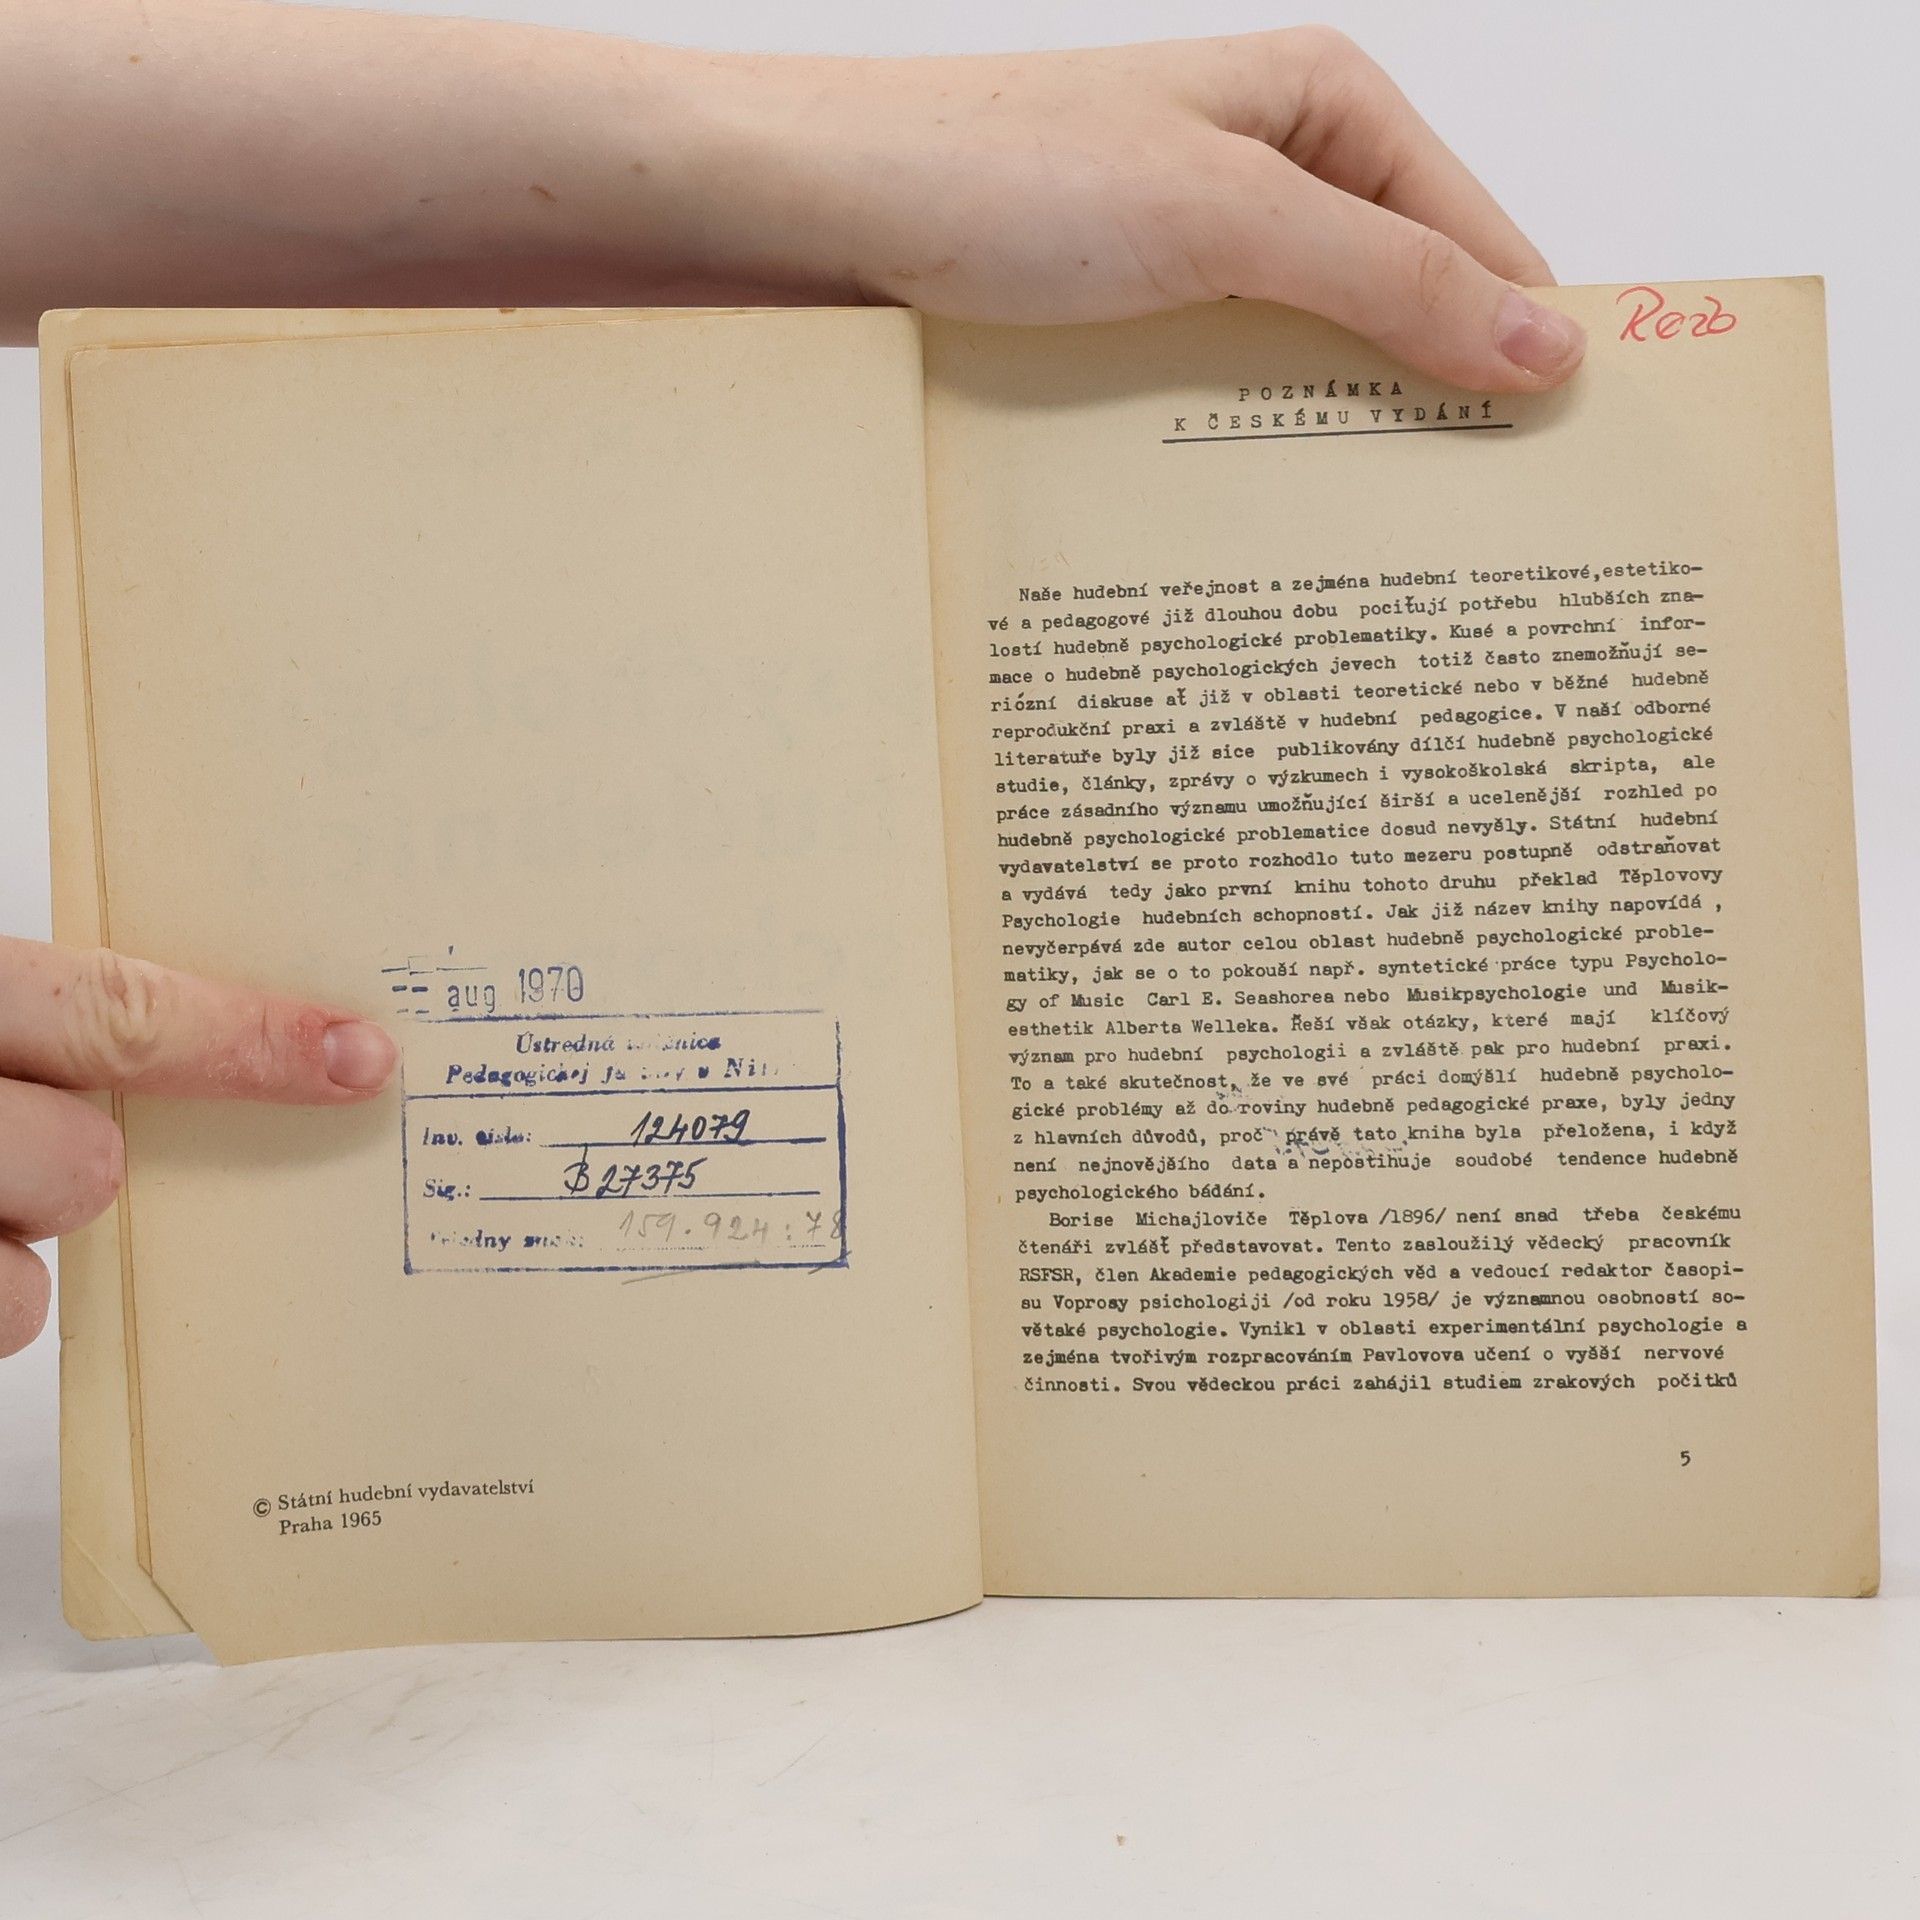 aug 1970
Ústredná
Pedagogickej v
Inv. číslo: 124079
Sig.: B 27375
159.924:78
© Státní hudební vydavatelství
Praha 1965
POZNÁMKA
K ČESKÉMU VYDÁNÍ
Naše hudební veřejnost a zejména hudební teoretikové,estetiko-
vé a pedagogové již dlouhou dobu pociťují potřebu hlubších zna-
lostí hudebně psychologické problematiky. Kusé a povrchní infor-
mace o hudebně psychologických jevech totiž často znemožňují se-
riózní diskuse ať již v oblasti teoretické nebo v běžné hudebně
reprodukční praxi a zvláště v hudební pedagogice. V naší odborné
literatuře byly již sice publikovány dílčí hudebně psychologické
studie, články, zprávy o výzkumech i vysokoškolská skripta, ale
práce zásadního významu umožňující širší a ucelenější rozhled po
hudebně psychologické problematice dosud nevyšly. Státní hudební
vydavatelství se proto rozhodlo tuto mezeru postupně odstraňovat
a vydává tedy jako první knihu tohoto druhu překlad Těplovovy
Psychologie hudebních schopností. Jak již název knihy napovídá ,
nevyčerpává zde autor celou oblast hudebně psychologické proble-
matiky, jak se o to pokouší např. syntetické práce typu Psycholo-
gy of Music Carl E. Seashorea nebo Musikpsychologie und Musik-
esthetik Alberta Welleka. Řeší však otázky, které mají klíčový
význam pro hudební psychologii a zvláště pak pro hudební praxi.
To a také skutečnost, že ve své práci domýšlí hudebně psycholo-
gické problémy až do roviny hudebně pedagogické praxe, byly jedny
z hlavních důvodů, proč právě tato kniha byla přeložena, i když
není nejnovějšího data a nepostihuje soudobé tendence hudebně
psychologického bádání.
Borise Michajloviče Těplova /1896/ není snad třeba českému
čtenáři zvlášť představovat. Tento zasloužilý vědecký pracovník
RSFSR, člen Akademie pedagogických věd a vedoucí redaktor časopi-
su Voprosy psichologiji /od roku 1958/ je významnou osobností so-
větské psychologie. Vynikl v oblasti experimentální psychologie a
zejména tvořivým rozpracováním Pavlovova učení o vyšší nervové
činnosti. Svou vědeckou práci zahájil studiem zrakových počitků
5